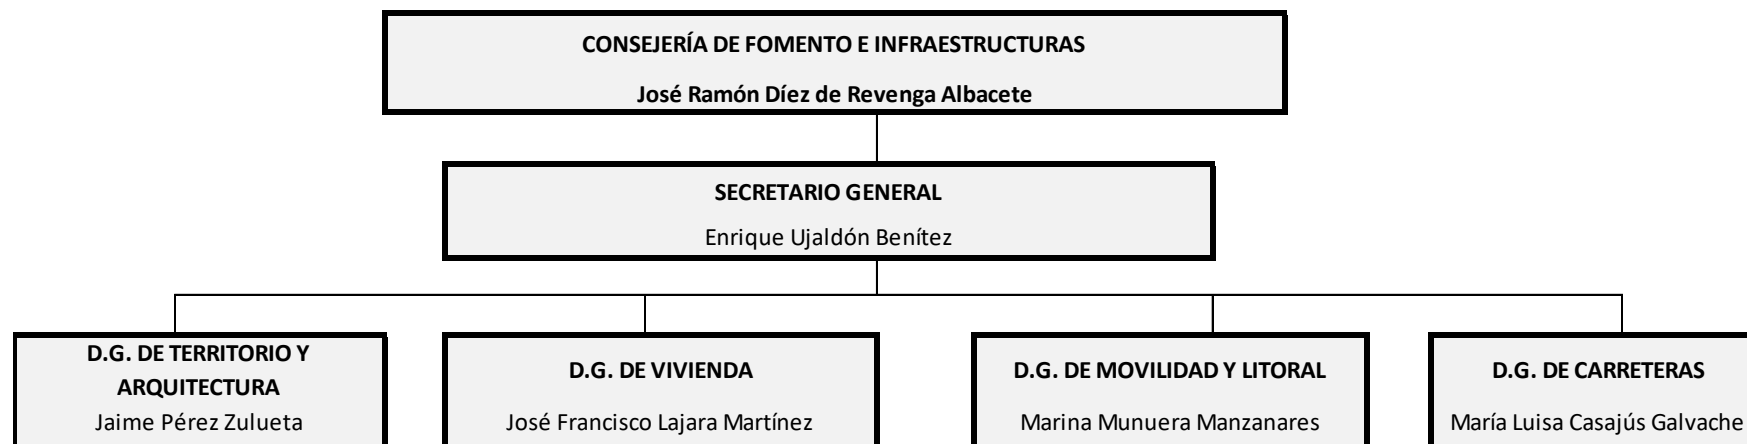 CONSEJERÍA DE FOMENTO E INFRAESTRUCTURAS
José Ramón Díez de Revenga Albacete
SECRETARIO GENERAL
Enrique Ujaldón Benítez
D.G. DE TERRITORIO Y
ARQUITECTURA
Jaime Pérez Zulueta
D.G. DE VIVIENDA
José Francisco Lajara Martínez
D.G. DE MOVILIDAD Y LITORAL
Marina Munuera Manzanares
D.G. DE CARRETERAS
María Luisa Casajús Galvache